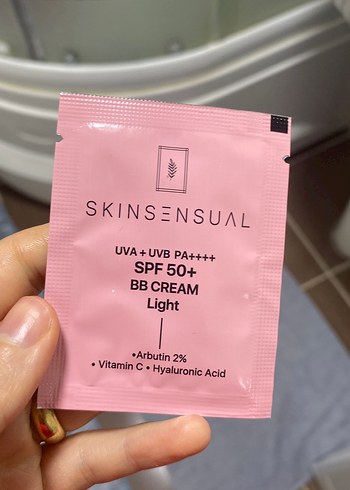 SKINSENSUAL
UVA + UVB PA++++
SPF 50+
BB CREAM
Light
•Arbutin 2%
• Vitamin C • Hyaluronic Acid